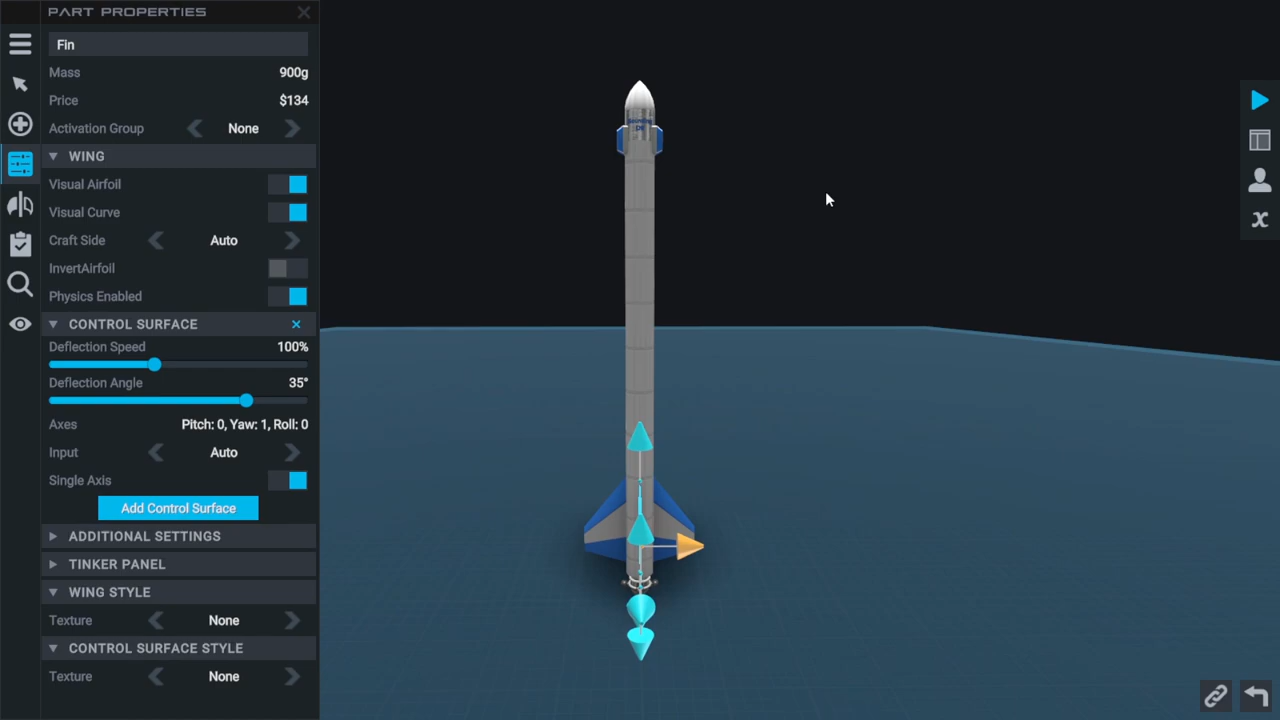 PART PROPERTIES
Fin
Mass 900g
Price $134
Activation Group None
WING
Visual Airfoil
Visual Curve
Craft Side Auto
InvertAirfoil
Physics Enabled
CONTROL SURFACE
Deflection Speed 100%
Deflection Angle 35°
Axes Pitch: 0, Yaw: 1, Roll: 0
Input Auto
Single Axis
Add Control Surface
ADDITIONAL SETTINGS
TINKER PANEL
WING STYLE
Texture None
CONTROL SURFACE STYLE
Texture None